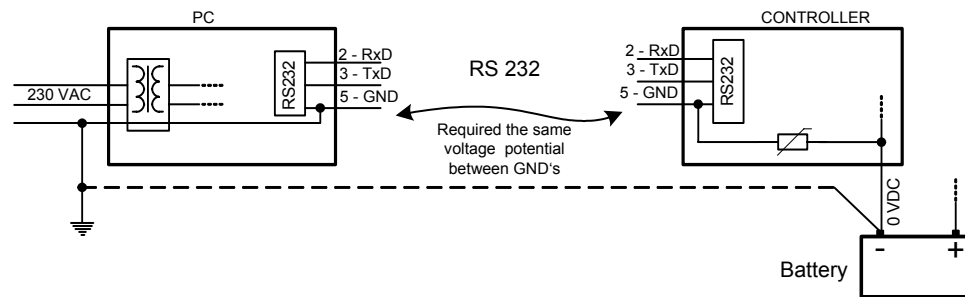 PC
CONTROLLER
230 VAC
RS232
2 - RxD
3 - TxD
5 - GND
RS 232
Required the same
voltage potential
between GND's
2 - RxD
3 - TxD
5 - GND
RS232
0 VDC
- +
Battery